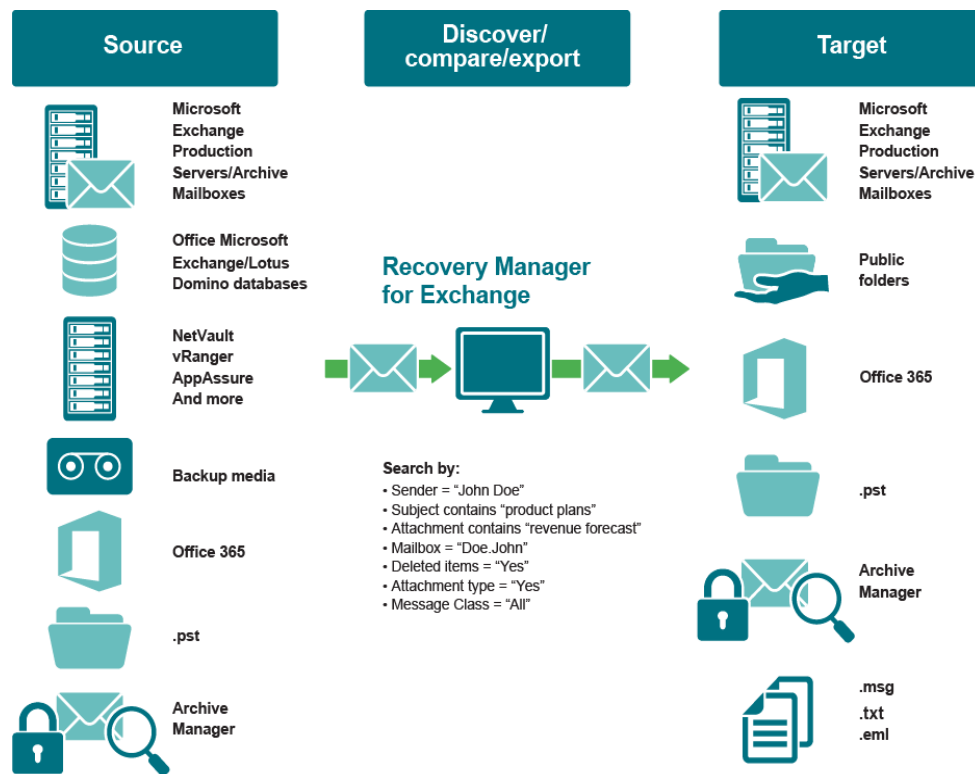 Source
Discover/
compare/export
Target
Microsoft
Exchange
Production
Servers/Archive
Mailboxes
Office Microsoft
Exchange/Lotus
Domino databases
NetVault
vRanger
AppAssure
And more
Backup media
Office 365
.pst
Archive
Manager
Recovery Manager
for Exchange
Search by:
• Sender = “John Doe”
• Subject contains “product plans”
• Attachment contains “revenue forecast”
• Mailbox = “Doe.John”
• Deleted items = “Yes”
• Attachment type = “Yes”
• Message Class = “All”
Microsoft
Exchange
Production
Servers/Archive
Mailboxes
Public
folders
Office 365
.pst
Archive
Manager
.msg
.txt
.eml